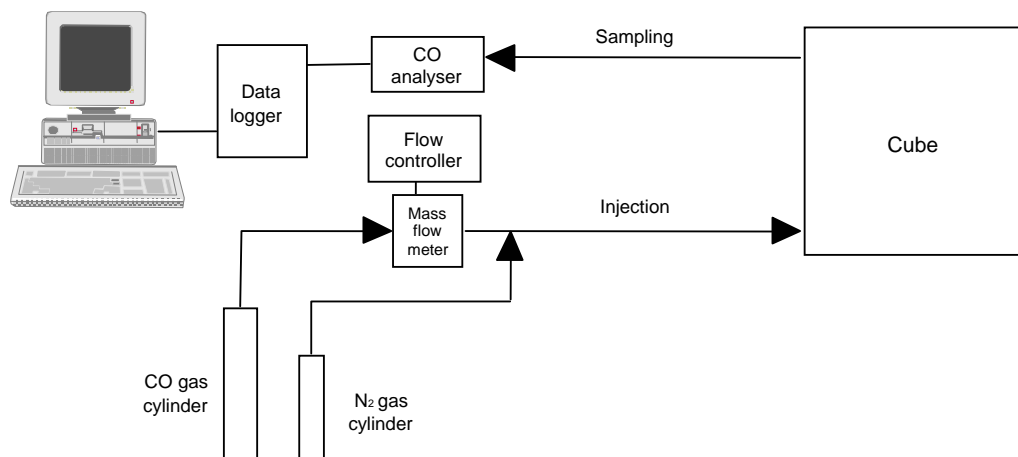 Sampling
CO
analyser
Data
logger
Flow
controller
Cube
Mass
flow
meter
Injection
CO gas
cylinder
N₂ gas
cylinder